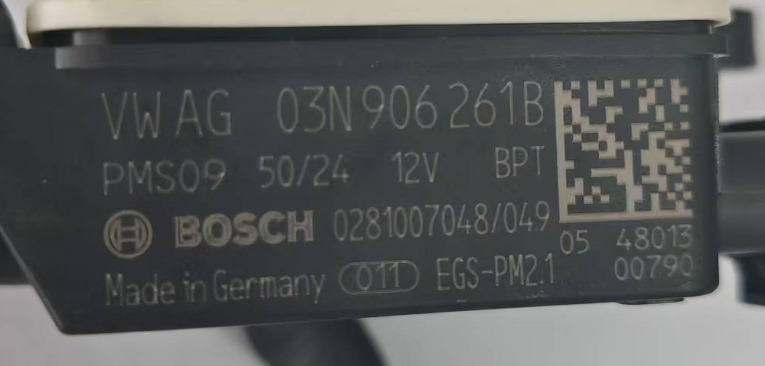 VW AG 03N 906 261B
PMS09 50/24 12V BPT
BOSCH 0281007048/049
05 48013
Made in Germany 011 EGS-PM2.1
00790